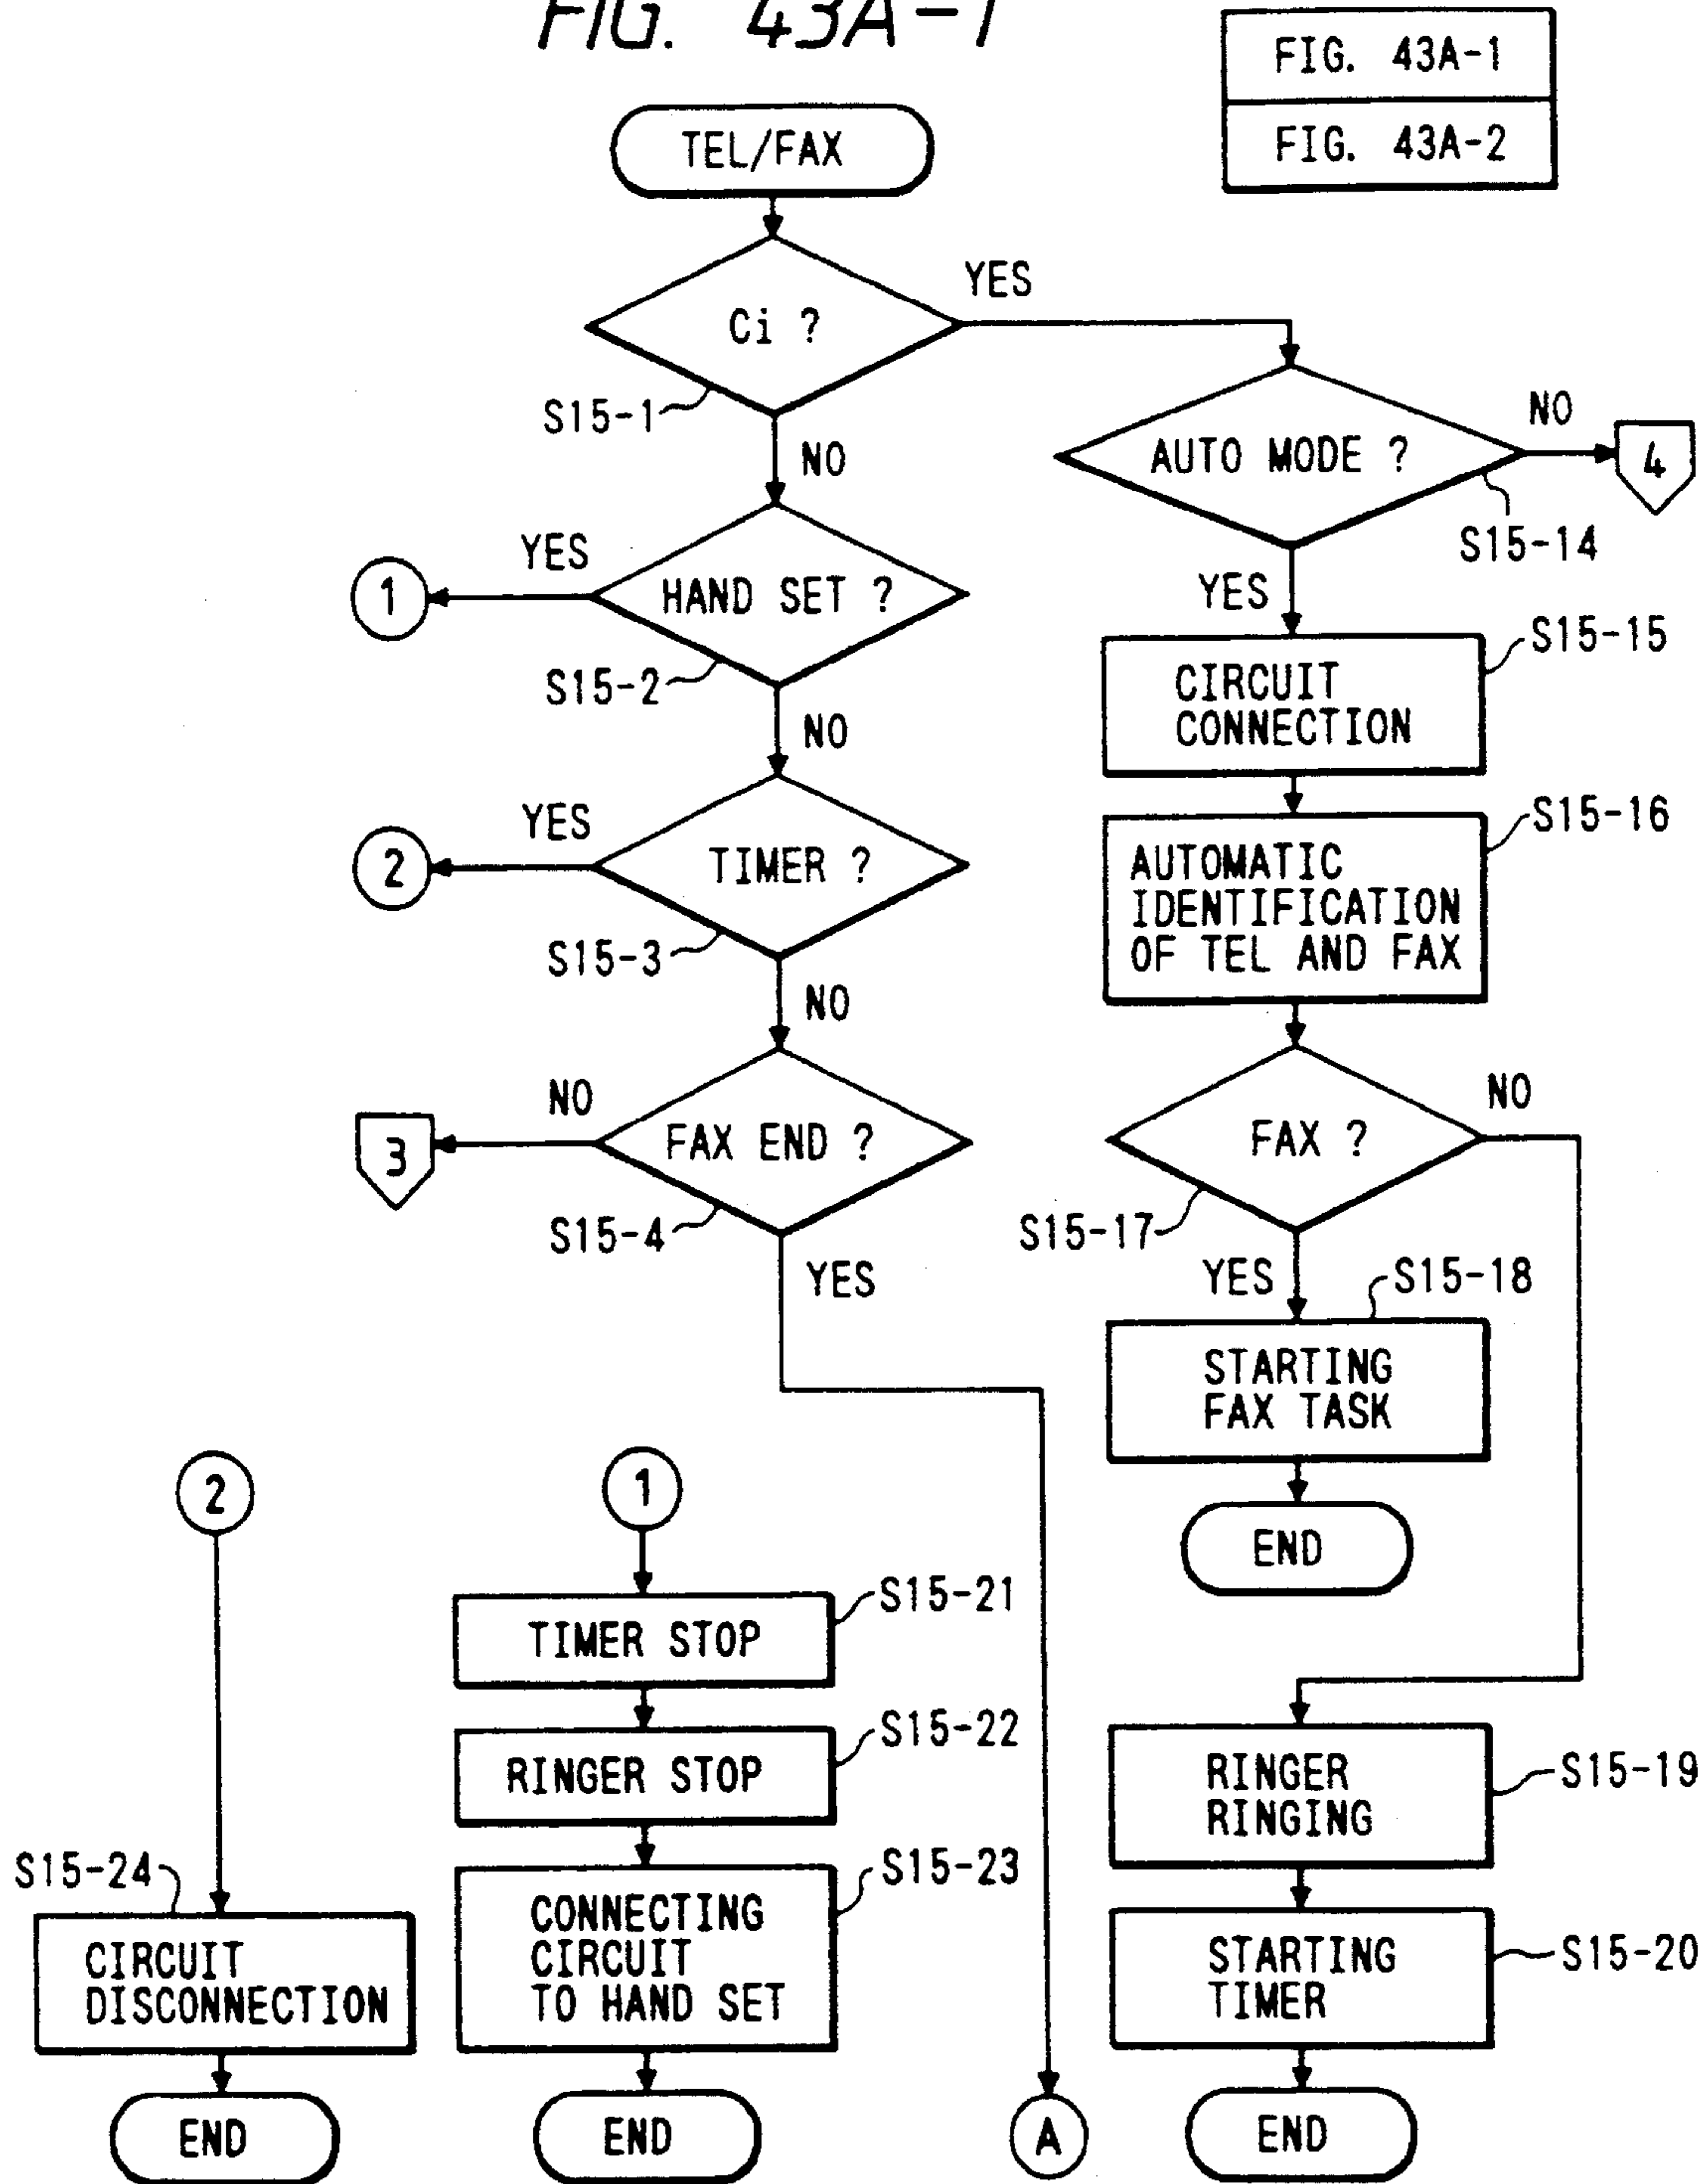 FIG. 43A-1
FIG. 43A-1
FIG. 43A-2
TEL/FAX
Ci ?
YES
S15-1
NO
AUTO MODE ?
NO
4
S15-14
YES
HAND SET ?
YES
1
S15-2
NO
S15-15
CIRCUIT
CONNECTION
TIMER ?
YES
2
S15-3
NO
S15-16
AUTOMATIC
IDENTIFICATION
OF TEL AND FAX
FAX END ?
NO
3
S15-4
YES
FAX ?
NO
S15-17
YES
S15-18
STARTING
FAX TASK
END
2
1
S15-21
TIMER STOP
S15-22
RINGER STOP
S15-19
RINGER
RINGING
S15-24
CIRCUIT
DISCONNECTION
S15-23
CONNECTING
CIRCUIT
TO HAND SET
S15-20
STARTING
TIMER
END
END
A
END